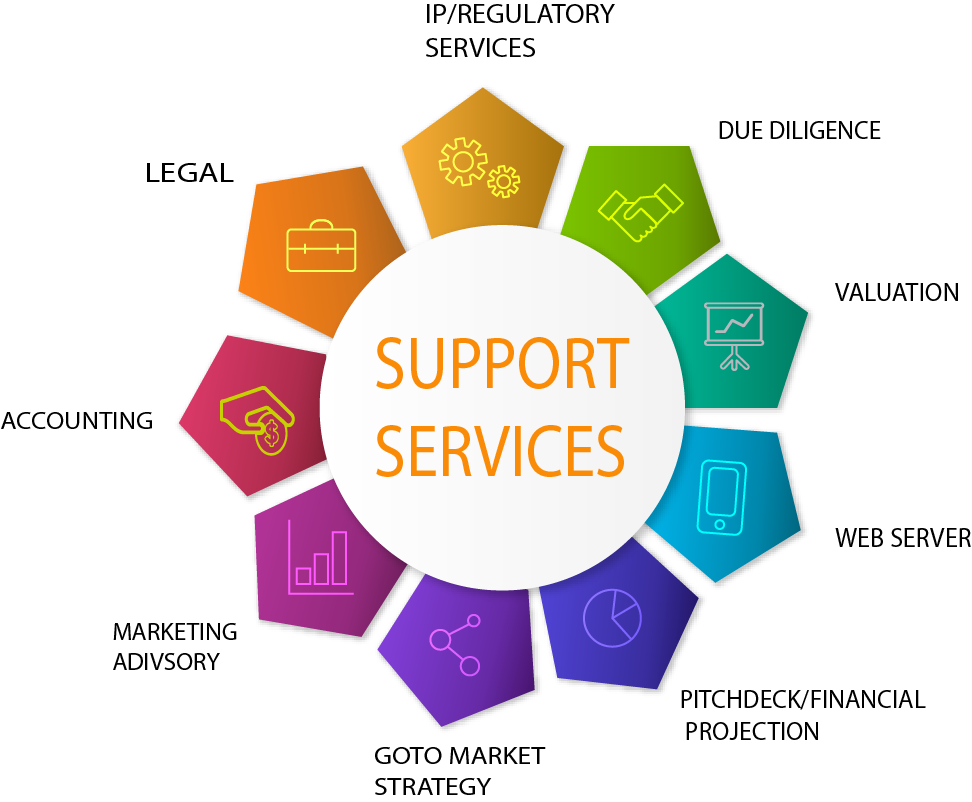 IP/REGULATORY
SERVICES
DUE DILIGENCE
LEGAL
VALUATION
SUPPORT
SERVICES
ACCOUNTING
WEB SERVER
MARKETING
ADIVSORY
PITCHDECK/FINANCIAL
PROJECTION
GOTO MARKET
STRATEGY
$